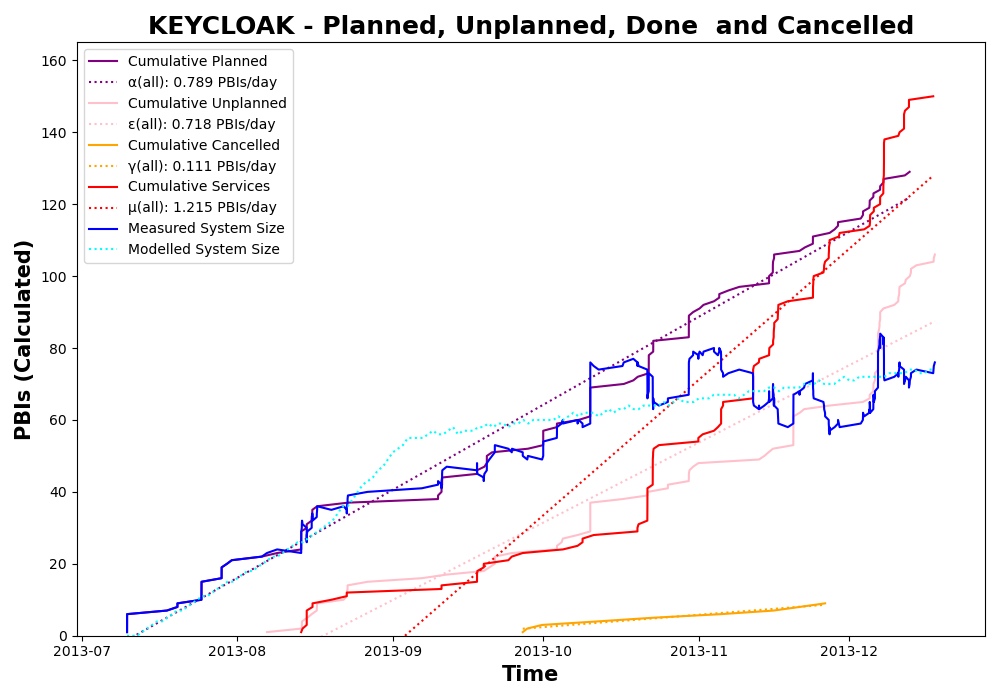 KEYCLOAK - Planned, Unplanned, Done  and Cancelled
Cumulative Planned
α(all): 0.789 PBIs/day
Cumulative Unplanned
ε(all): 0.718 PBIs/day
Cumulative Cancelled
γ(all): 0.111 PBIs/day
Cumulative Services
μ(all): 1.215 PBIs/day
Measured System Size
Modelled System Size
PBIs (Calculated)
160
140
120
100
80
60
40
20
0
2013-07 2013-08 2013-09 2013-10 2013-11 2013-12
Time